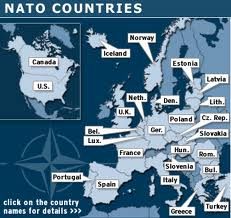 NATO COUNTRIES
Norway
Iceland
Canada
Estonia
U.S.
Latvia
Neth.
Den.
Lith.
U.K.
Poland
Cz. Rep.
Bel.
Ger.
Slovakia
Lux.
France
Hun.
Rom.
Slovenia
Bul.
Portugal
Spain
Italy
Turkey
Greece
click on the country
names for details >>>